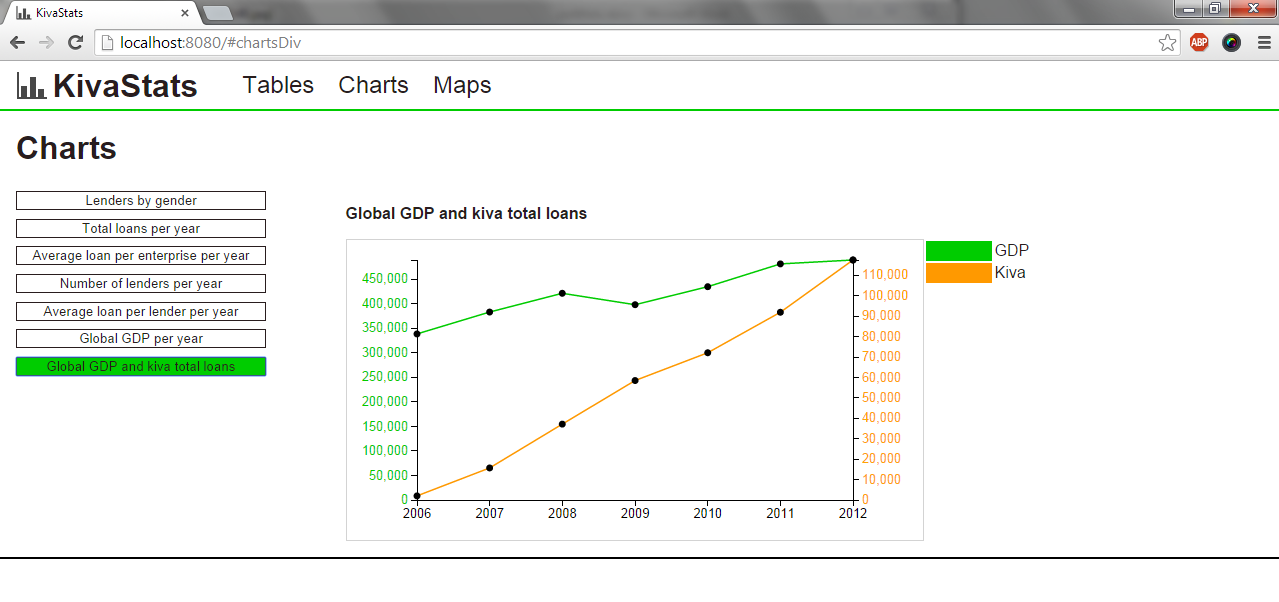 KivaStats
localhost:8080/#chartsDiv
ABP
KivaStats Tables Charts Maps
Charts
Lenders by gender
Total loans per year
Average loan per enterprise per year
Number of lenders per year
Average loan per lender per year
Global GDP per year
Global GDP and kiva total loans
Global GDP and kiva total loans
450,000
400,000
350,000
300,000
250,000
200,000
150,000
100,000
50,000
0
110,000
100,000
90,000
80,000
70,000
60,000
50,000
40,000
30,000
20,000
10,000
0
2006 2007 2008 2009 2010 2011 2012
GDP
Kiva